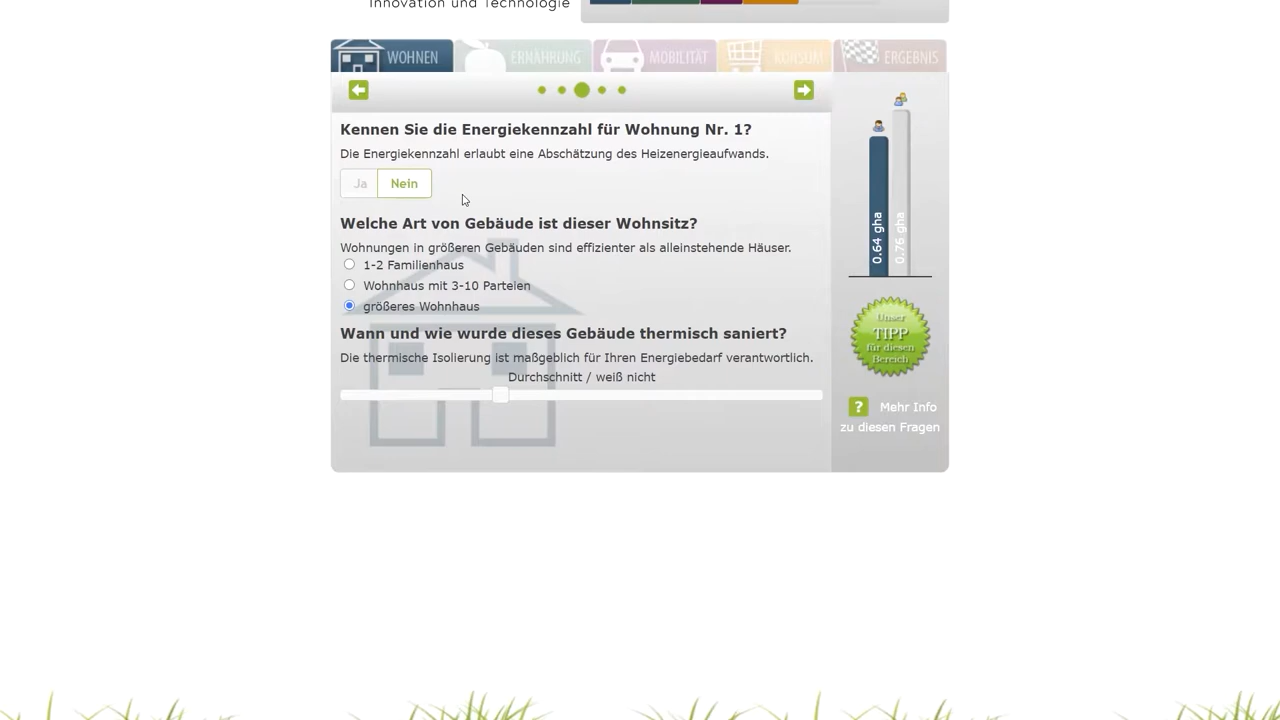 Innovation und Technologie
WOHNEN
ERNÄHRUNG
MOBILITÄT
KONSUM
ERGEBNIS
Kennen Sie die Energiekennzahl für Wohnung Nr. 1?
Die Energiekennzahl erlaubt eine Abschätzung des Heizenergieaufwands.
Ja
Nein
Welche Art von Gebäude ist dieser Wohnsitz?
Wohnungen in größeren Gebäuden sind effizienter als alleinstehende Häuser.
1-2 Familienhaus
Wohnhaus mit 3-10 Parteien
größeres Wohnhaus
Wann und wie wurde dieses Gebäude thermisch saniert?
Die thermische Isolierung ist maßgeblich für Ihren Energiebedarf verantwortlich.
Durchschnitt / weiß nicht
0.64 gha
0.76 gha
Unser
TIPP
für diesen
Bereich
? Mehr Info
zu diesen Fragen